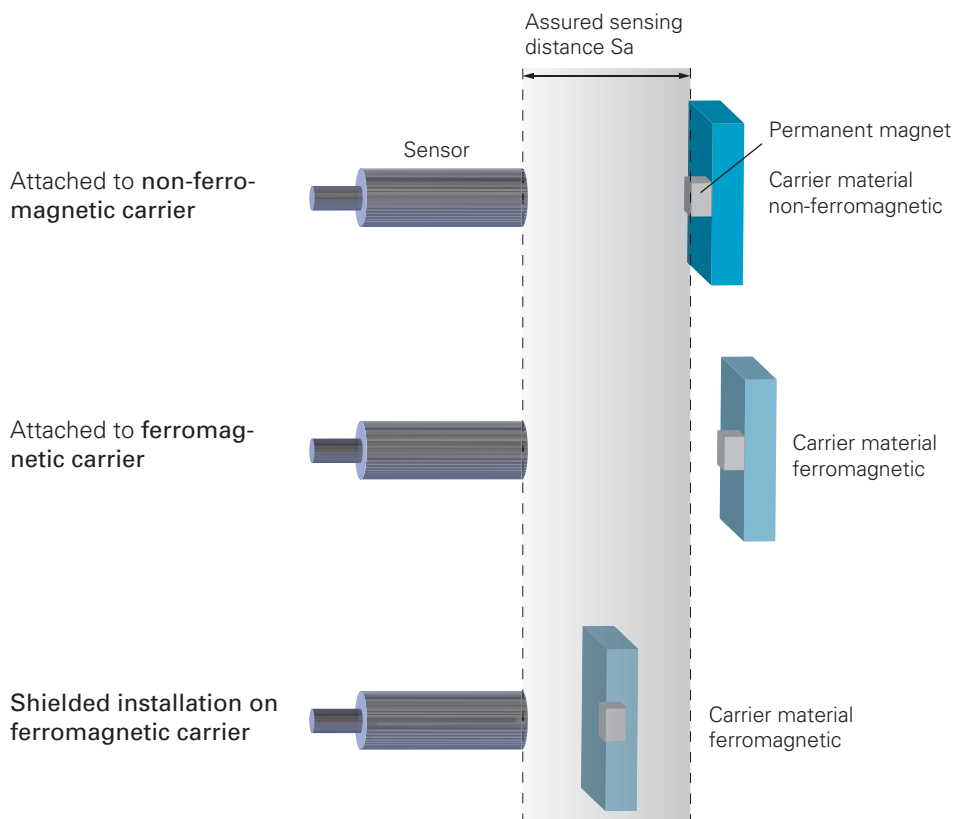 Assured sensing
distance Sa
Sensor
Permanent magnet
Attached to non-ferro-
magnetic carrier
Carrier material
non-ferromagnetic
Attached to ferromag-
netic carrier
Carrier material
ferromagnetic
Shielded installation on
ferromagnetic carrier
Carrier material
ferromagnetic